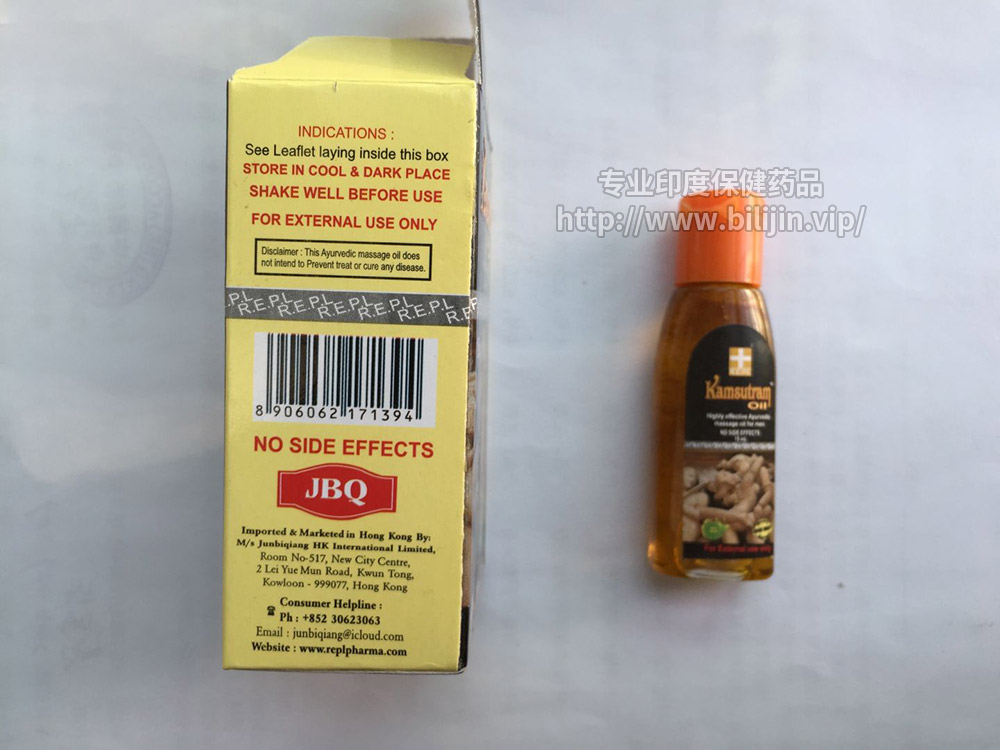 INDICATIONS :
See Leaflet laying inside this box
STORE IN COOL & DARK PLACE
SHAKE WELL BEFORE USE
FOR EXTERNAL USE ONLY
Disclaimer : This Ayurvedic massage oil does
not intend to Prevent treat or cure any disease.
R.E.P.L R.E.P.L R.E.P.L
8 906062 171394
NO SIDE EFFECTS
JBQ
Imported & Marketed in Hong Kong By:
M/s Junbiqiang HK International Limited,
Room No-517, New City Centre,
2 Lei Yue Mun Road, Kwun Tong,
Kowloon - 999077, Hong Kong
Consumer Helpline :
Ph : +852 30623063
Email : junbiqiang@icloud.com
Website : www.replpharma.com
专业印度保健药品
http://www.bilijin.vip/
Kamsutram™
Oil
Highly effective Ayurvedic
massage oil for men
NO SIDE EFFECTS
For External use only